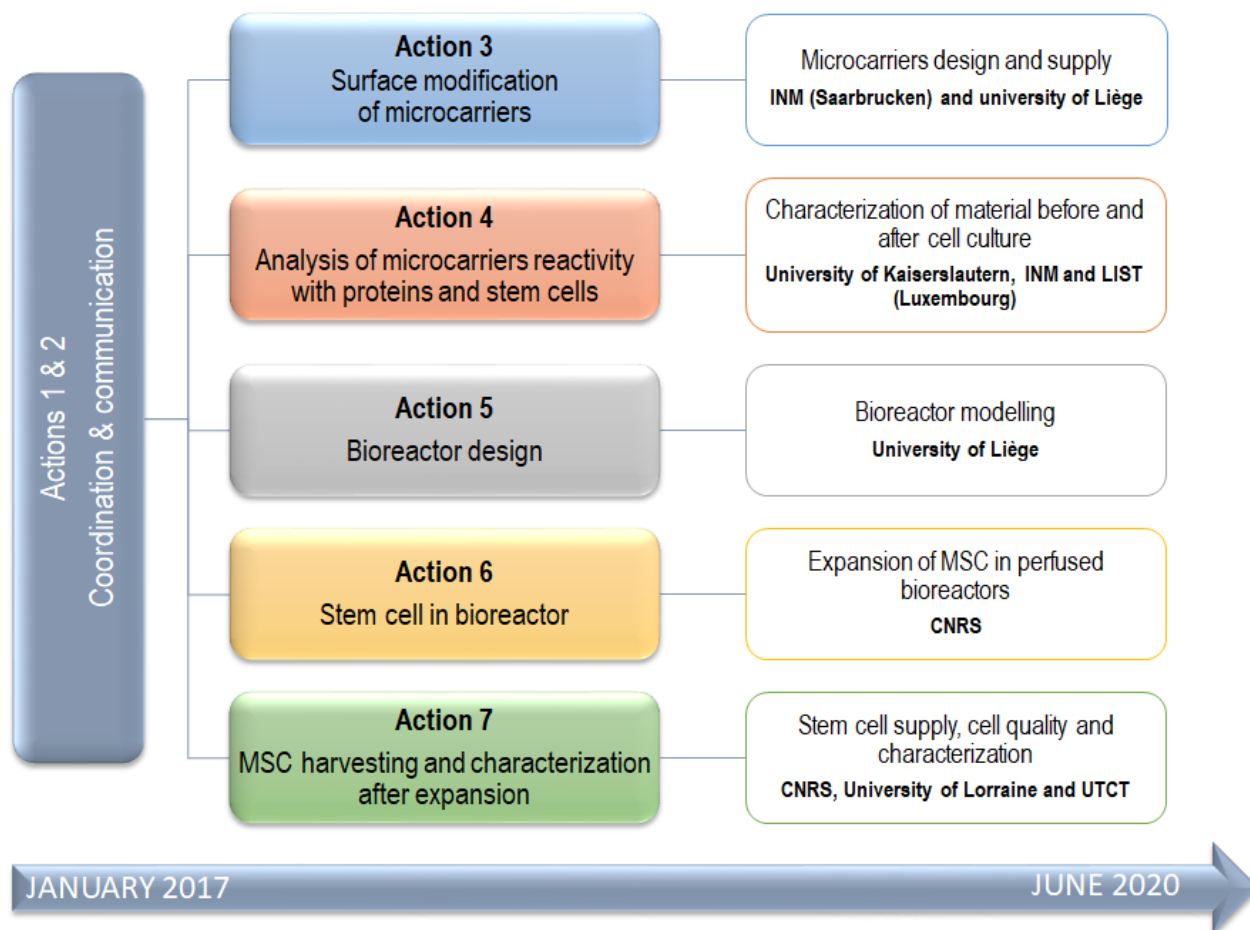 Actions 1 & 2
Coordination & communication
Action 3
Surface modification
of microcarriers
Microcarriers design and supply
INM (Saarbrucken) and university of Liège
Action 4
Analysis of microcarriers reactivity
with proteins and stem cells
Characterization of material before and
after cell culture
University of Kaiserslautern, INM and LIST
(Luxembourg)
Action 5
Bioreactor design
Bioreactor modelling
University of Liège
Action 6
Stem cell in bioreactor
Expansion of MSC in perfused
bioreactors
CNRS
Action 7
MSC harvesting and characterization
after expansion
Stem cell supply, cell quality and
characterization
CNRS, University of Lorraine and UTCT
JANUARY 2017
JUNE 2020